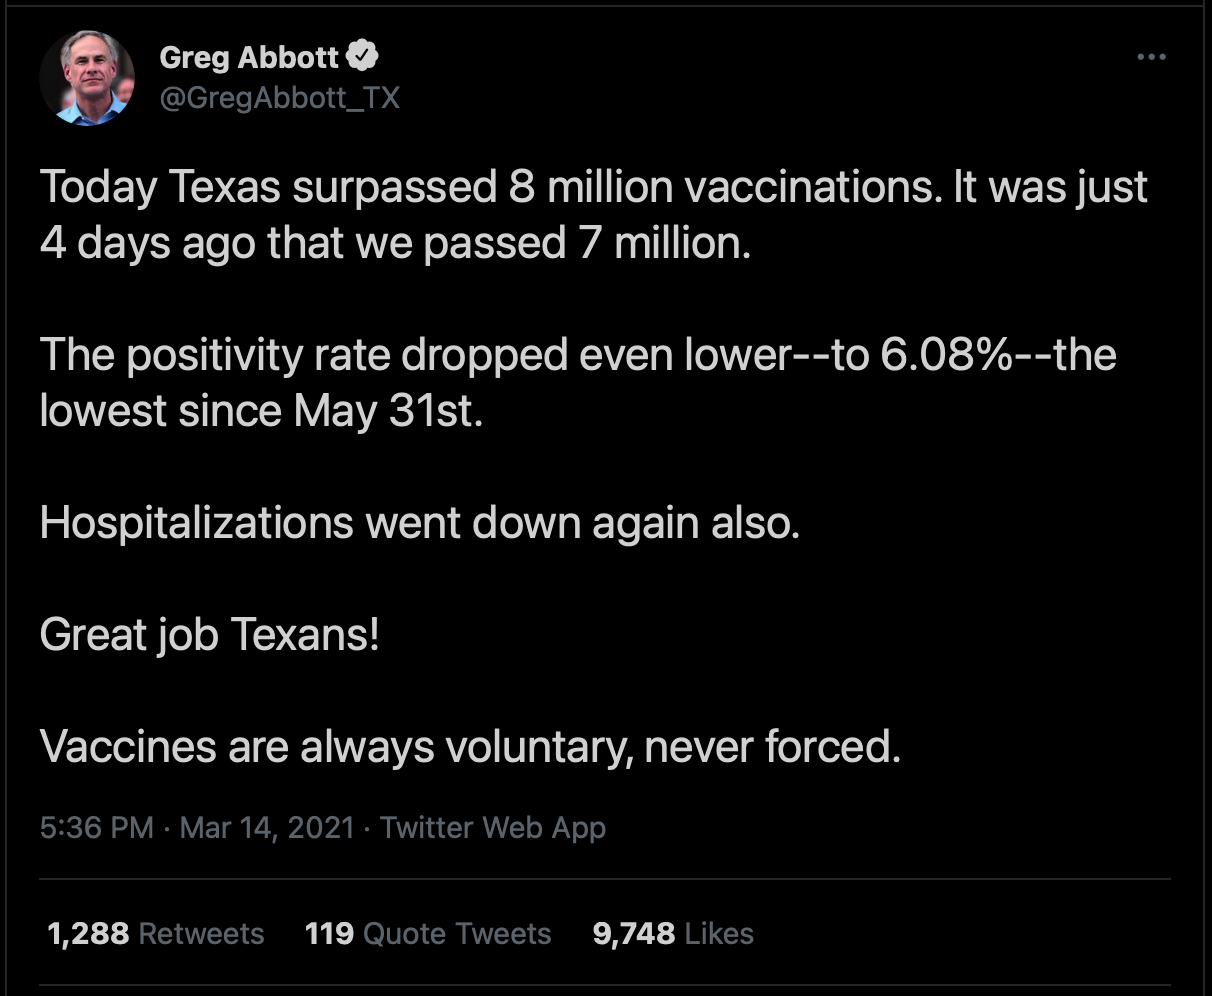 Greg Abbott
@GregAbbott_TX
Today Texas surpassed 8 million vaccinations. It was just
4 days ago that we passed 7 million.
The positivity rate dropped even lower--to 6.08%--the
lowest since May 31st.
Hospitalizations went down again also.
Great job Texans!
Vaccines are always voluntary, never forced.
5:36 PM · Mar 14, 2021 · Twitter Web App
1,288 Retweets 119 Quote Tweets 9,748 Likes